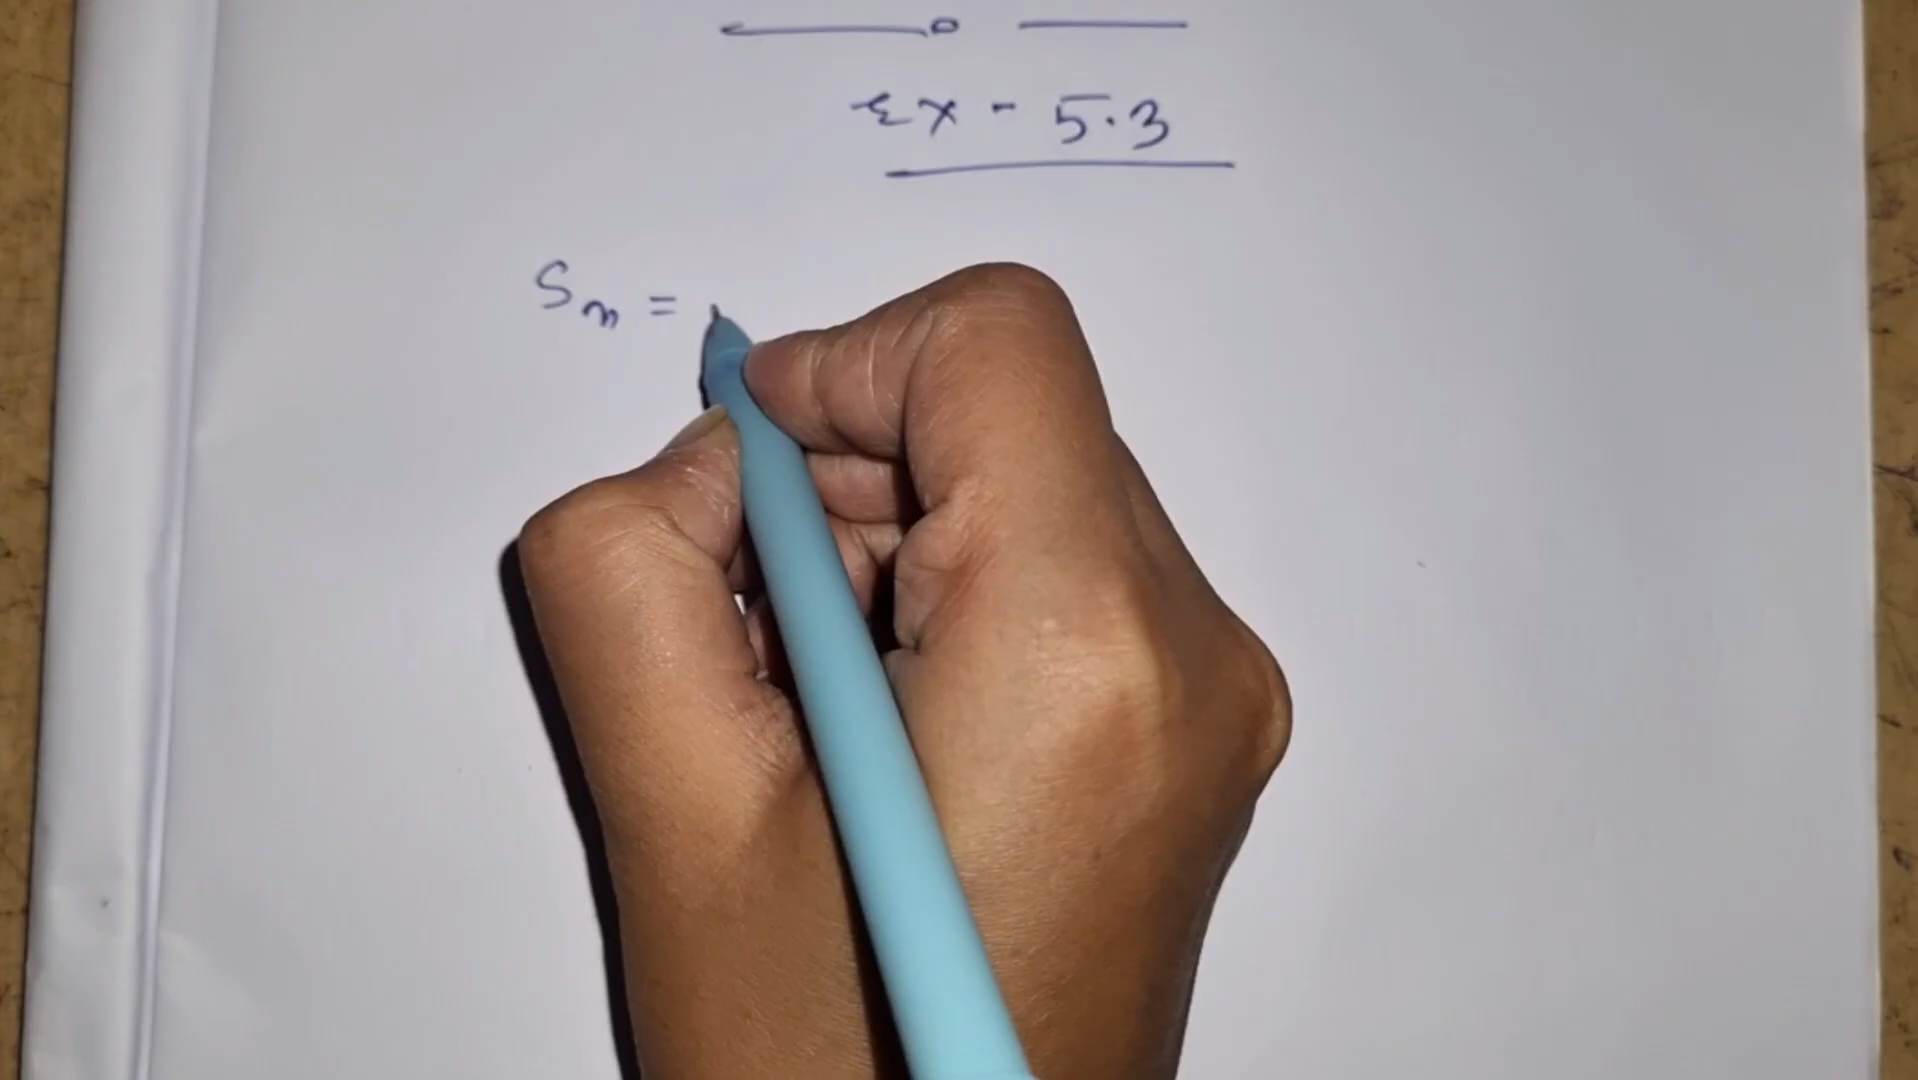 Ex - 5.3
Sn =